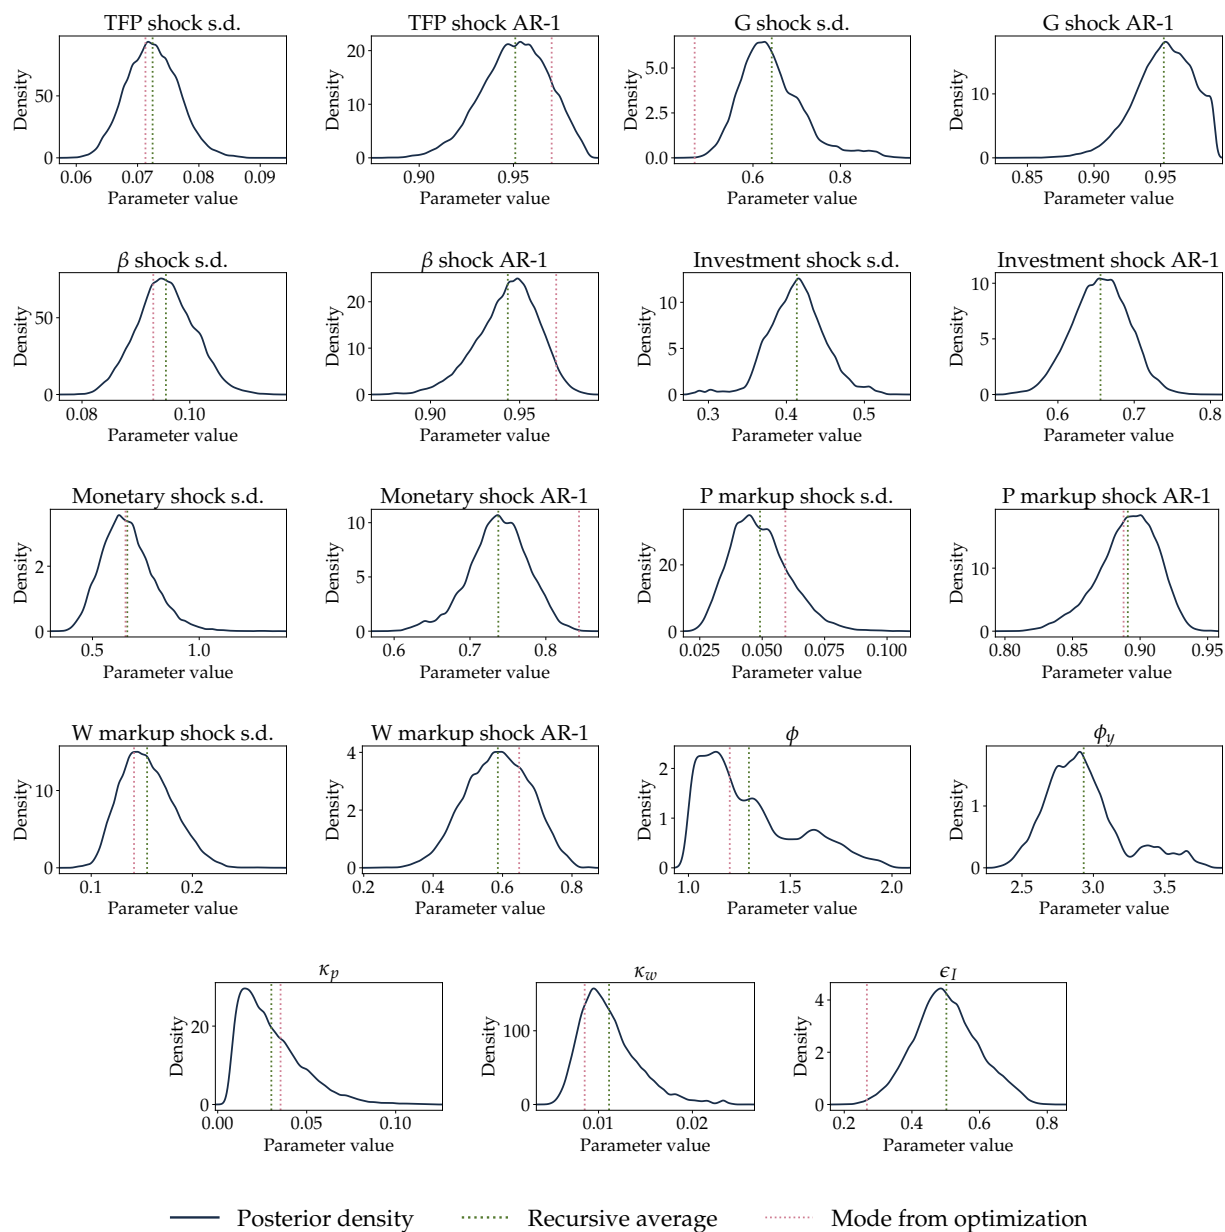 TFP shock s.d.
TFP shock AR-1
G shock s.d.
G shock AR-1
Density
50
0
0.06 0.07 0.08 0.09
Parameter value
Density
20
10
0
0.90 0.95
Parameter value
Density
5.0
2.5
0.0
0.6 0.8
Parameter value
Density
10
0
0.85 0.90 0.95
Parameter value
β shock s.d.
β shock AR-1
Investment shock s.d.
Investment shock AR-1
Density
50
0
0.08 0.10
Parameter value
Density
20
10
0
0.90 0.95
Parameter value
Density
10
5
0
0.3 0.4 0.5
Parameter value
Density
10
5
0
0.6 0.7 0.8
Parameter value
Monetary shock s.d.
Monetary shock AR-1
P markup shock s.d.
P markup shock AR-1
Density
2
0
0.5 1.0
Parameter value
Density
10
5
0
0.6 0.7 0.8
Parameter value
Density
20
0
0.025 0.050 0.075 0.100
Parameter value
Density
10
0
0.80 0.85 0.90 0.95
Parameter value
W markup shock s.d.
W markup shock AR-1
ϕ
ϕ_y
Density
10
0
0.1 0.2
Parameter value
Density
4
2
0
0.2 0.4 0.6 0.8
Parameter value
Density
2
1
0
1.0 1.5 2.0
Parameter value
Density
1
0
2.5 3.0 3.5
Parameter value
κ_p
κ_w
ϵ_I
Density
20
0
0.00 0.05 0.10
Parameter value
Density
100
0
0.01 0.02
Parameter value
Density
4
2
0
0.2 0.4 0.6 0.8
Parameter value
Posterior density
Recursive average
Mode from optimization